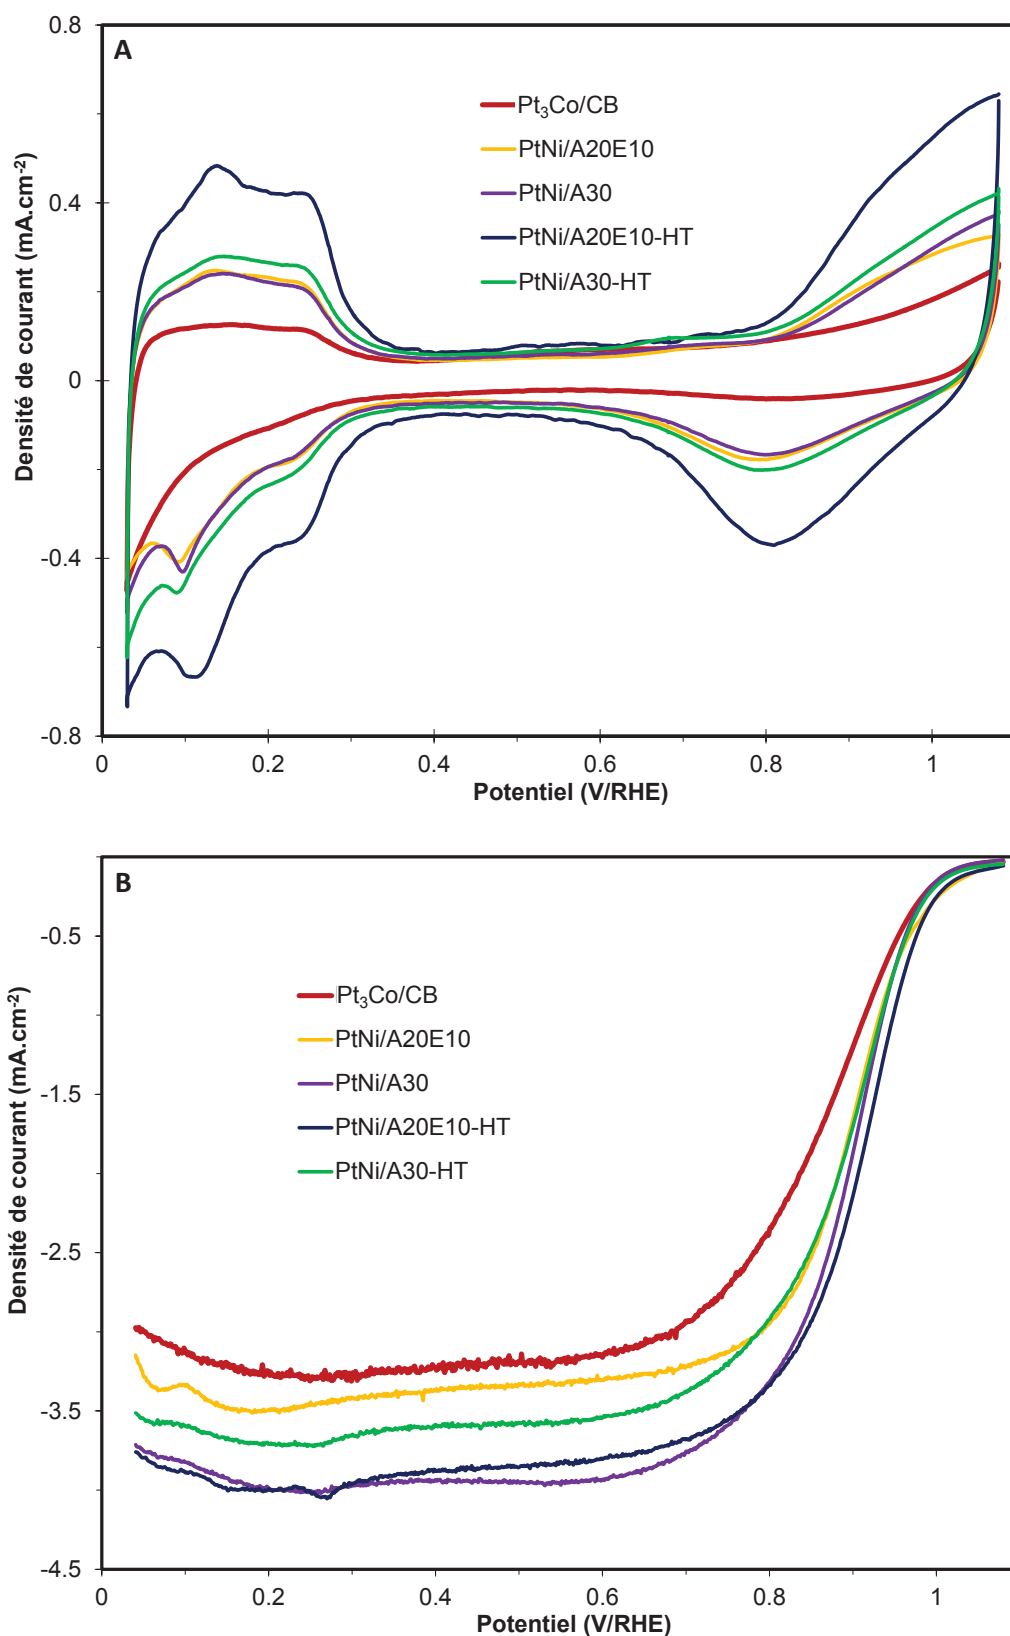 A
0.8
0.4
0
-0.4
-0.8
Densité de courant (mA.cm-2)
Pt3Co/CB
PtNi/A20E10
PtNi/A30
PtNi/A20E10-HT
PtNi/A30-HT
0 0.2 0.4 0.6 0.8 1
Potentiel (V/RHE)
B
-0.5
-1.5
-2.5
-3.5
-4.5
Densité de courant (mA.cm-2)
Pt3Co/CB
PtNi/A20E10
PtNi/A30
PtNi/A20E10-HT
PtNi/A30-HT
0 0.2 0.4 0.6 0.8 1
Potentiel (V/RHE)